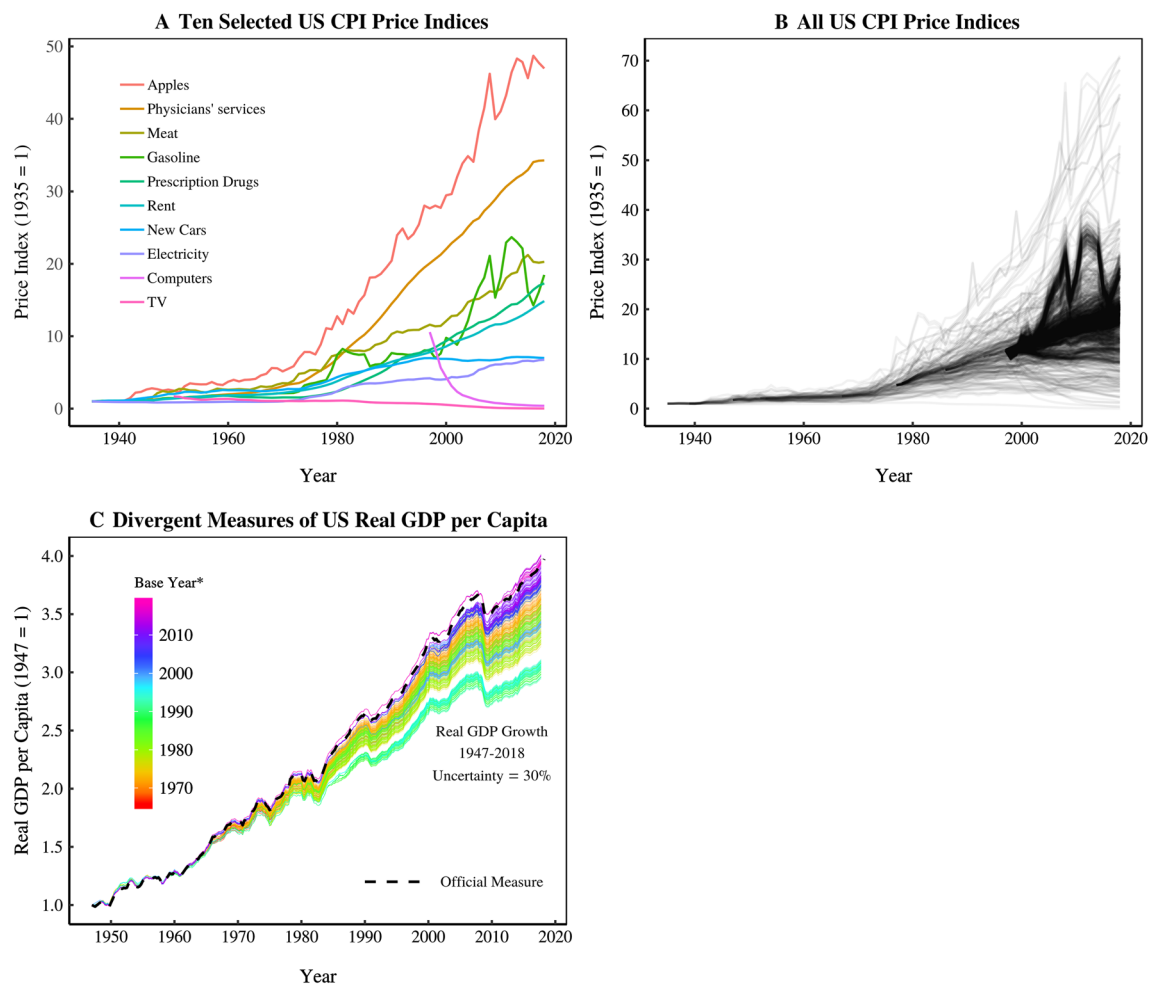 A Ten Selected US CPI Price Indices
Price Index (1935 = 1)
50
40
30
20
10
0
Apples
Physicians' services
Meat
Gasoline
Prescription Drugs
Rent
New Cars
Electricity
Computers
TV
1940
1960
1980
2000
2020
Year
B All US CPI Price Indices
Price Index (1935 = 1)
70
60
50
40
30
20
10
0
1940
1960
1980
2000
2020
Year
C Divergent Measures of US Real GDP per Capita
Real GDP per Capita (1947 = 1)
4.0
3.5
3.0
2.5
2.0
1.5
1.0
Base Year*
2010
2000
1990
1980
1970
Real GDP Growth
1947-2018
Uncertainty = 30%
Official Measure
1950
1960
1970
1980
1990
2000
2010
2020
Year